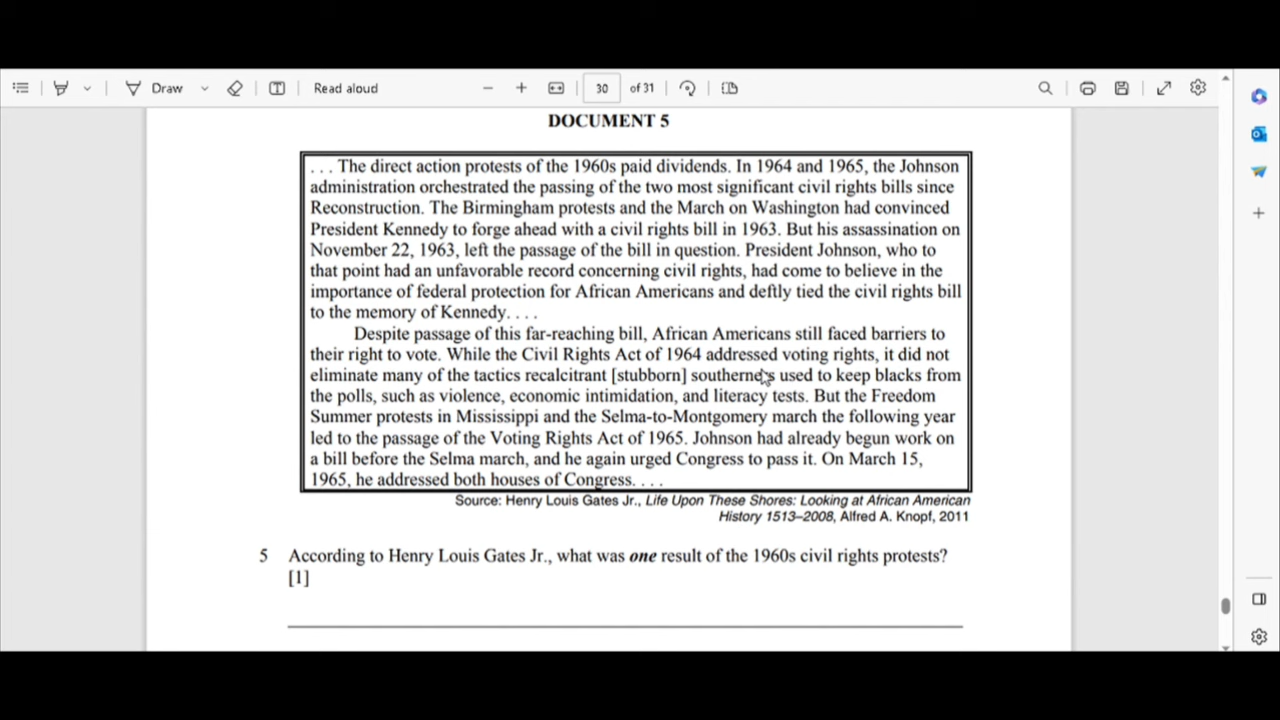 Draw
Read aloud
30 of 31
DOCUMENT 5
. . . The direct action protests of the 1960s paid dividends. In 1964 and 1965, the Johnson
administration orchestrated the passing of the two most significant civil rights bills since
Reconstruction. The Birmingham protests and the March on Washington had convinced
President Kennedy to forge ahead with a civil rights bill in 1963. But his assassination on
November 22, 1963, left the passage of the bill in question. President Johnson, who to
that point had an unfavorable record concerning civil rights, had come to believe in the
importance of federal protection for African Americans and deftly tied the civil rights bill
to the memory of Kennedy. . . .
Despite passage of this far-reaching bill, African Americans still faced barriers to
their right to vote. While the Civil Rights Act of 1964 addressed voting rights, it did not
eliminate many of the tactics recalcitrant [stubborn] southerners used to keep blacks from
the polls, such as violence, economic intimidation, and literacy tests. But the Freedom
Summer protests in Mississippi and the Selma-to-Montgomery march the following year
led to the passage of the Voting Rights Act of 1965. Johnson had already begun work on
a bill before the Selma march, and he again urged Congress to pass it. On March 15,
1965, he addressed both houses of Congress. . . .
Source: Henry Louis Gates Jr., Life Upon These Shores: Looking at African American
History 1513–2008, Alfred A. Knopf, 2011
5 According to Henry Louis Gates Jr., what was one result of the 1960s civil rights protests?
[1]